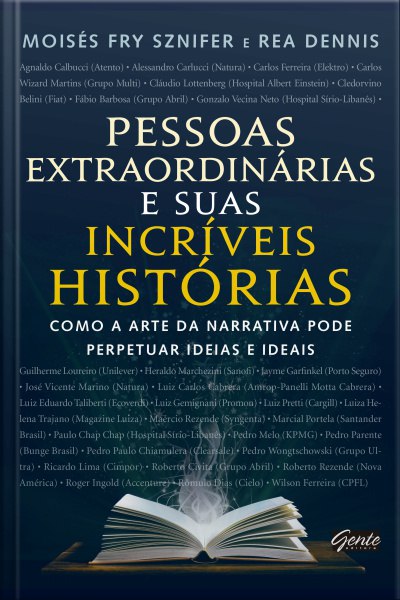 MOISÉS FRY SZNIFER E REA DENNIS
Agnaldo Calbucci (Atento) • Alessandro Carlucci (Natura) • Carlos Ferreira (Elektro) • Carlos
Wizard Martins (Grupo Multi) • Cláudio Lottenberg (Hospital Albert Einstein) • Cledorvino
Belini (Fiat) • Fábio Barbosa (Grupo Abril) • Gonzalo Vecina Neto (Hospital Sírio-Libanés) •
PESSOAS
EXTRAORDINÁRIAS
E SUAS
INCRÍVEIS
HISTÓRIAS
COMO A ARTE DA NARRATIVA PODE
PERPETUAR IDEIAS E IDEAIS
Guilherme Loureiro (Unilever) • Heraldo Marchezini (Sanofi) • Jayme Garfinkel (Porto Seguro)
• José Vicente Marino (Natura) • Luiz Carlos Cabrera (Amrop-Panelli Motta Cabrera) •
Luiz Eduardo Taliberti (Ecoverdi) • Luiz Gemignani (Promon) • Luiz Pretti (Cargill) • Luiza He-
lena Trajano (Magazine Luiza) • Máercio Rezende (Syngenta) • Marcial Portela (Santander
Brasil) • Paulo Chap Chap (Hospital Sírio-Libanés) • Pedro Melo (KPMG) • Pedro Parente
(Bunge Brasil) • Pedro Paulo Chiamulera (Clearsale) • Pedro Wongtschowski (Grupo Ul-
tra) • Ricardo Lima (Cimpor) • Roberto Civita (Grupo Abril) • Roberto Rezende (Nova
América) • Roger Ingold (Accenture) • Rômulo Dias (Cielo) • Wilson Ferreira (CPFL)
Gente
editora